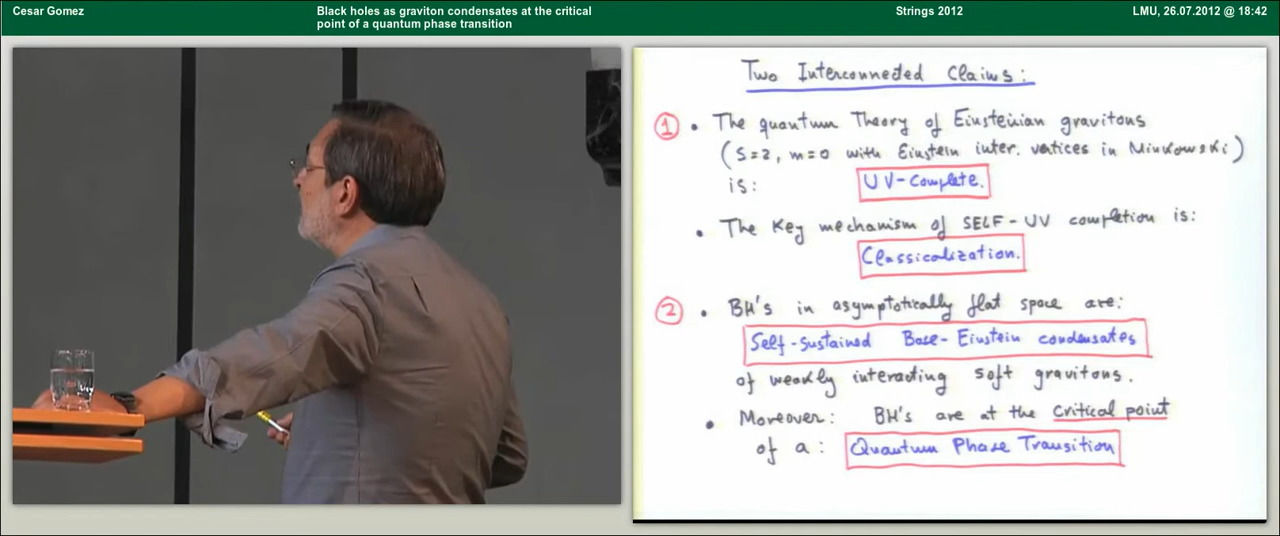 Cesar Gomez
Black holes as graviton condensates at the critical
point of a quantum phase transition
Strings 2012
LMU, 26.07.2012 @ 18:42
Two Interconnected Claims:
① • The quantum Theory of Einsteinian gravitons
(S=2, m=0 with Einstein inter. vertices in Minkowski)
is: UV-Complete.
• The Key mechanism of SELF-UV completion is:
Classicalization.
② • BH's in asymptotically flat space are:
Self-sustained Bose-Einstein condensates
of weakly interacting soft gravitons.
• Moreover: BH's are at the critical point
of a: Quantum Phase Transition